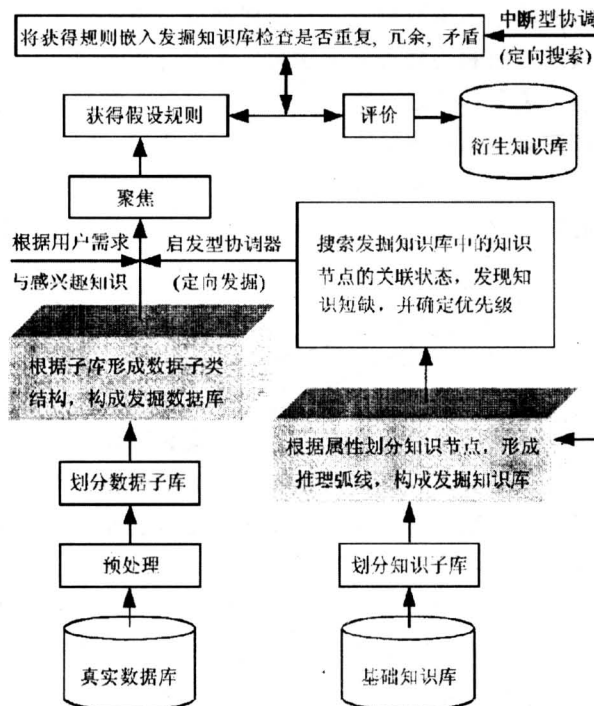 将获得规则嵌入发掘知识库检查是否重复, 冗余, 矛盾
中断型协调
(定向搜索)
获得假设规则
评价
衍生知识库
聚焦
根据用户需求
与感兴趣知识
启发型协调器
(定向发掘)
搜索发掘知识库中的知识
节点的关联状态，发现知
识短缺，并确定优先级
根据子库形成数据子类
结构，构成发掘数据库
根据属性划分知识节点，形成
推理弧线，构成发掘知识库
划分数据子库
预处理
划分知识子库
真实数据库
基础知识库